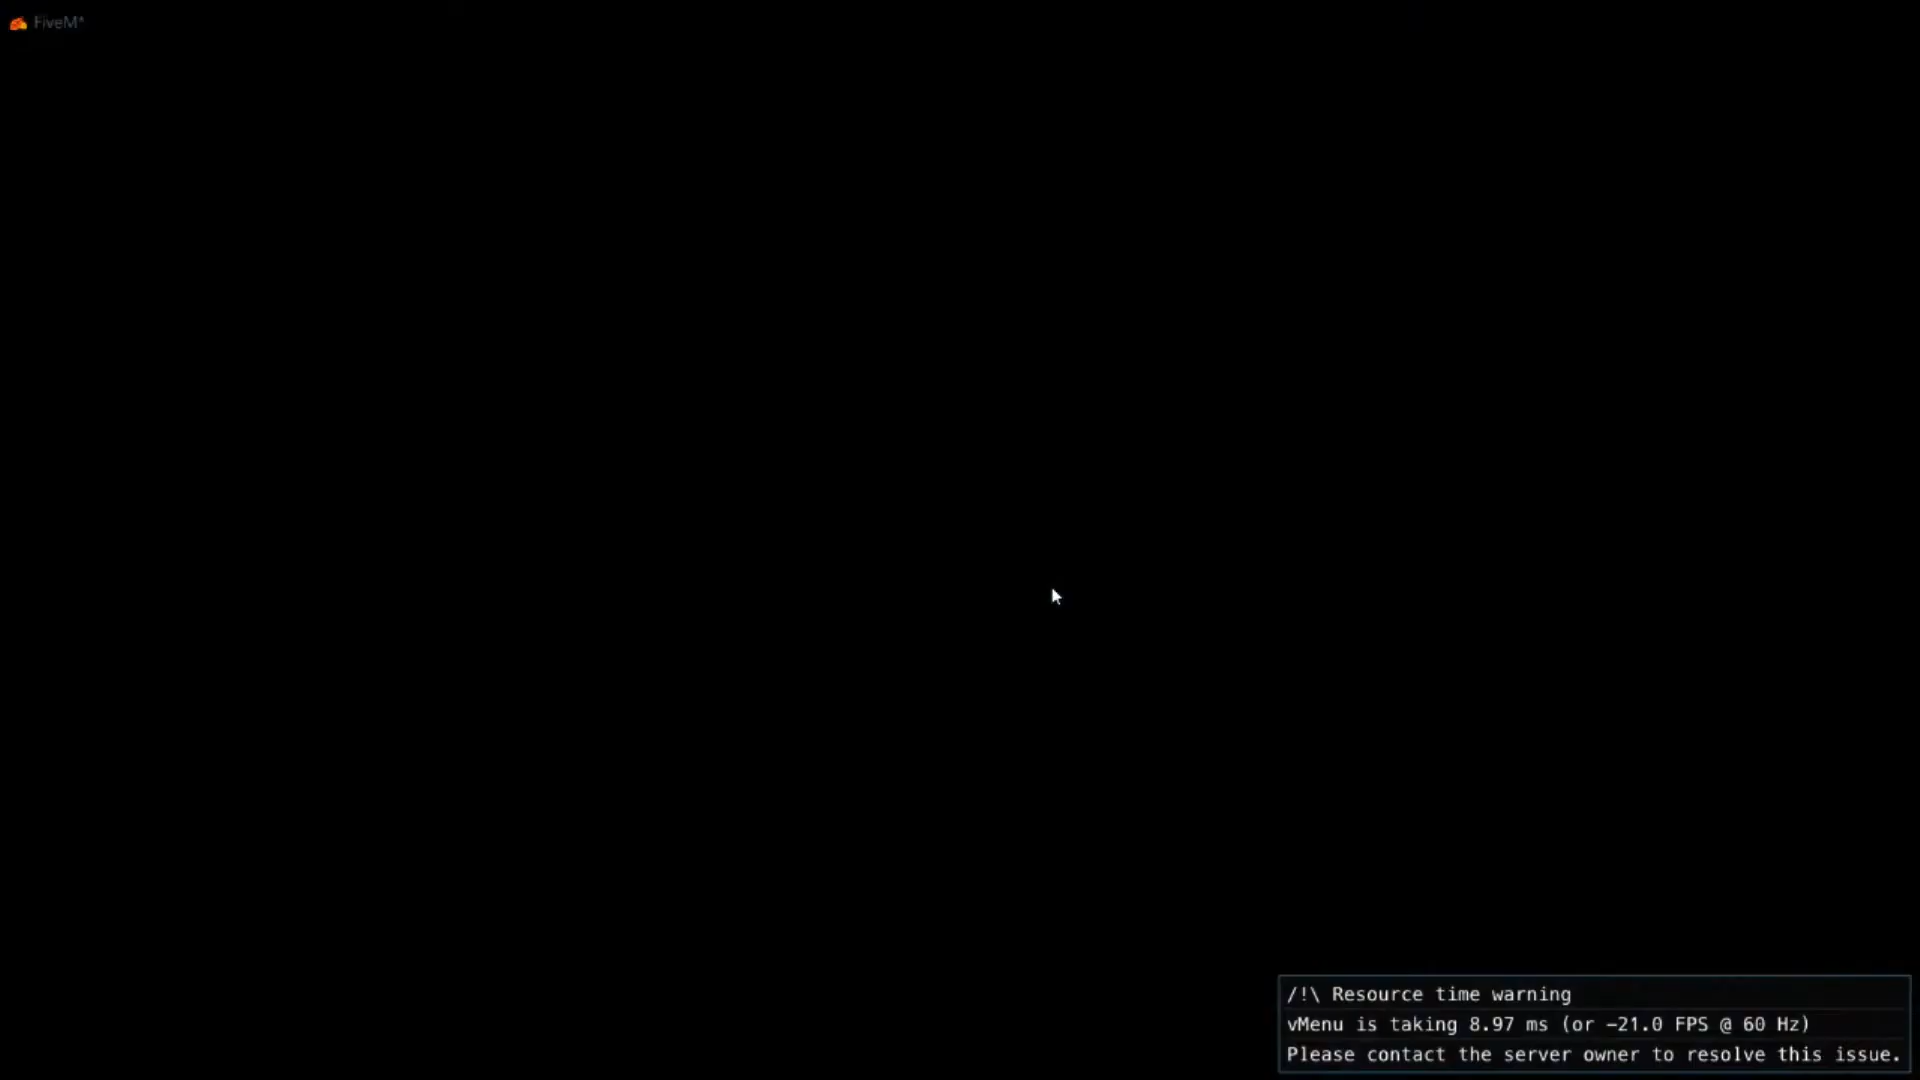 FiveM*
/!\ Resource time warning
vMenu is taking 8.97 ms (or -21.0 FPS @ 60 Hz)
Please contact the server owner to resolve this issue.